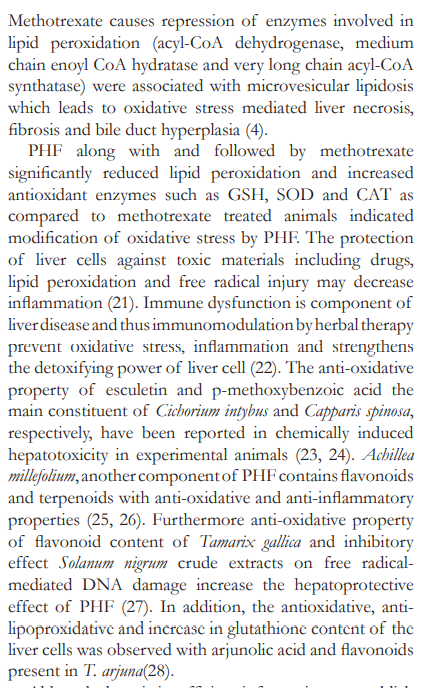 Methotrexate causes repression of enzymes involved in
lipid peroxidation (acyl-CoA dehydrogenase, medium
chain enoyl CoA hydratase and very long chain acyl-CoA
synthatase) were associated with microvesicular lipidosis
which leads to oxidative stress mediated liver necrosis,
fibrosis and bile duct hyperplasia (4).
PHF along with and followed by methotrexate
significantly reduced lipid peroxidation and increased
antioxidant enzymes such as GSH, SOD and CAT as
compared to methotrexate treated animals indicated
modification of oxidative stress by PHF. The protection
of liver cells against toxic materials including drugs,
lipid peroxidation and free radical injury may decrease
inflammation (21). Immune dysfunction is component of
liver disease and thus immunomodulation by herbal therapy
prevent oxidative stress, inflammation and strengthens
the detoxifying power of liver cell (22). The anti-oxidative
property of esculetin and p-methoxybenzoic acid the
main constituent of Cichorium intybus and Capparis spinosa,
respectively, have been reported in chemically induced
hepatotoxicity in experimental animals (23, 24). Achillea
millefolium, another component of PHF contains flavonoids
and terpenoids with anti-oxidative and anti-inflammatory
properties (25, 26). Furthermore anti-oxidative property
of flavonoid content of Tamarix gallica and inhibitory
effect Solanum nigrum crude extracts on free radical-
mediated DNA damage increase the hepatoprotective
effect of PHF (27). In addition, the antioxidative, anti-
lipoproxidative and increase in glutathione content of the
liver cells was observed with arjunolic acid and flavonoids
present in T. arjuna(28).